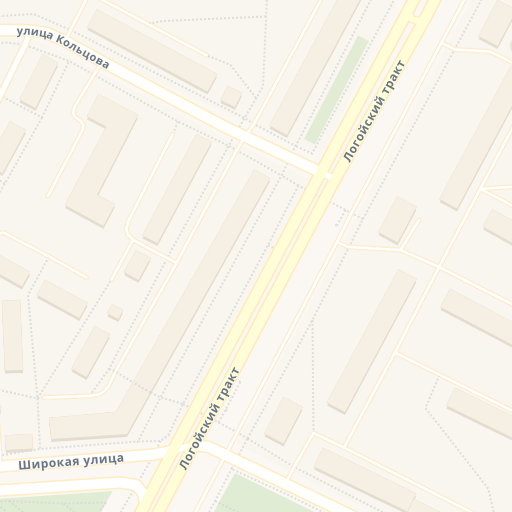 улица Кольцова
Логойский тракт
Логойский тракт
Широкая улица